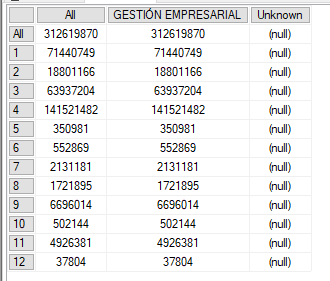 All GESTIÓN EMPRESARIAL Unknown
All 312619870 312619870 (null)
1 71440749 71440749 (null)
2 18801166 18801166 (null)
3 63937204 63937204 (null)
4 141521482 141521482 (null)
5 350981 350981 (null)
6 552869 552869 (null)
7 2131181 2131181 (null)
8 1721895 1721895 (null)
9 6696014 6696014 (null)
10 502144 502144 (null)
11 4926381 4926381 (null)
12 37804 37804 (null)